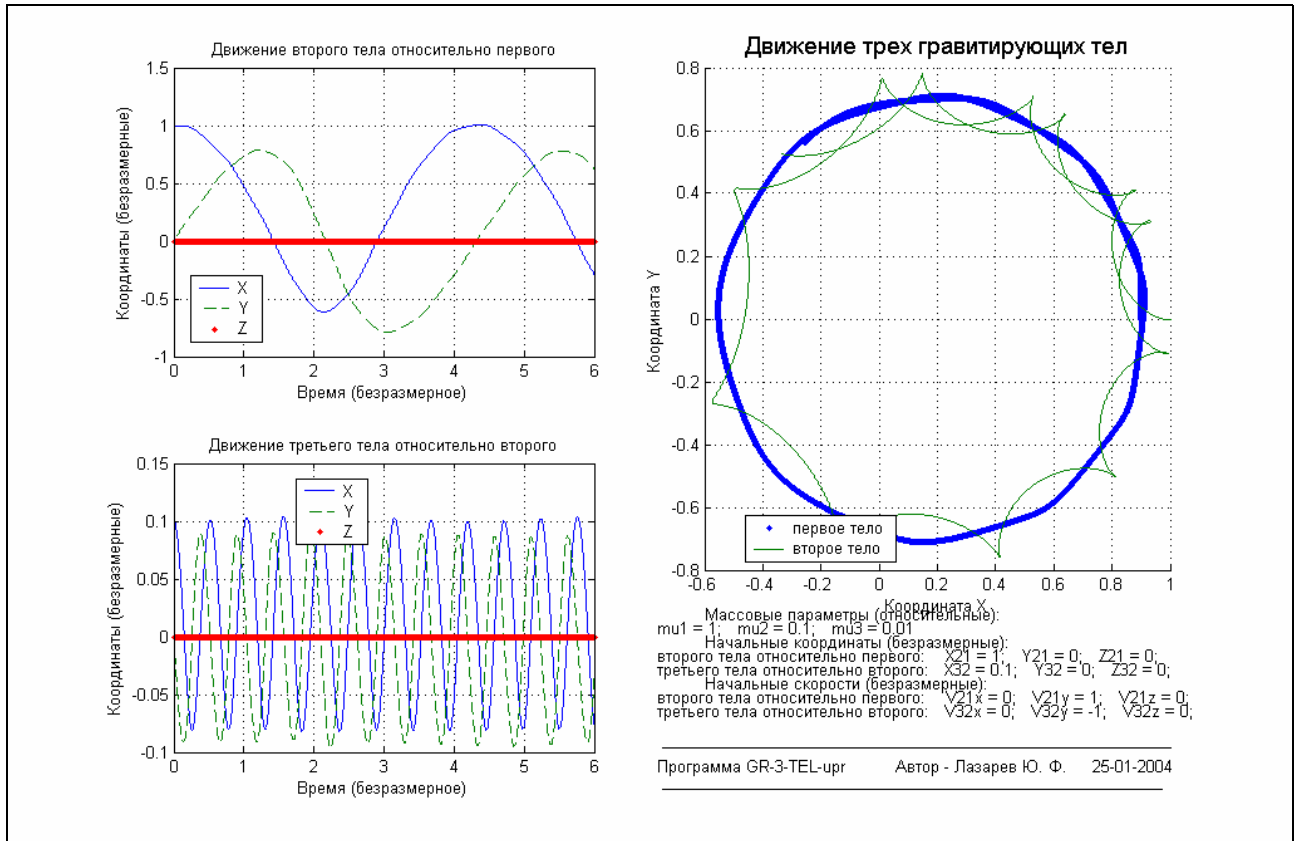 Движение второго тела относительно первого
Координаты (безразмерные)
1.5
1
0.5
0
-0.5
-1
X
Y
Z
0 1 2 3 4 5 6
Время (безразмерное)
Движение третьего тела относительно второго
Координаты (безразмерные)
0.15
0.1
0.05
0
-0.05
-0.1
X
Y
Z
0 1 2 3 4 5 6
Время (безразмерное)
Движение трех гравитирующих тел
Координата Y
0.8
0.6
0.4
0.2
0
-0.2
-0.4
-0.6
-0.8
первое тело
второе тело
-0.6 -0.4 -0.2 0 0.2 0.4 0.6 0.8 1
Координата X
Массовые параметры (относительные):
mu1 = 1; mu2 = 0.1; mu3 = 0.01
Начальные координаты (безразмерные):
второго тела относительно первого: X21 = 1; Y21 = 0; Z21 = 0;
третьего тела относительно второго: X32 = 0.1; Y32 = 0; Z32 = 0;
Начальные скорости (безразмерные):
второго тела относительно первого: V21x = 0; V21y = 1; V21z = 0;
третьего тела относительно второго: V32x = 0; V32y = -1; V32z = 0;
Программа GR-3-TEL-upr Автор - Лазарев Ю. Ф. 25-01-2004